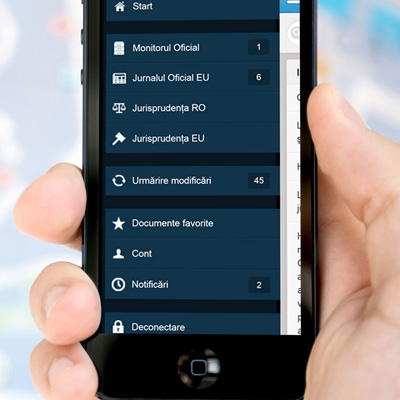 Start
Monitorul Oficial 1
Jurnalul Oficial EU 6
Jurisprudența RO
Jurisprudența EU
Urmărire modificări 45
Documente favorite
Cont
Notificări 2
Deconectare